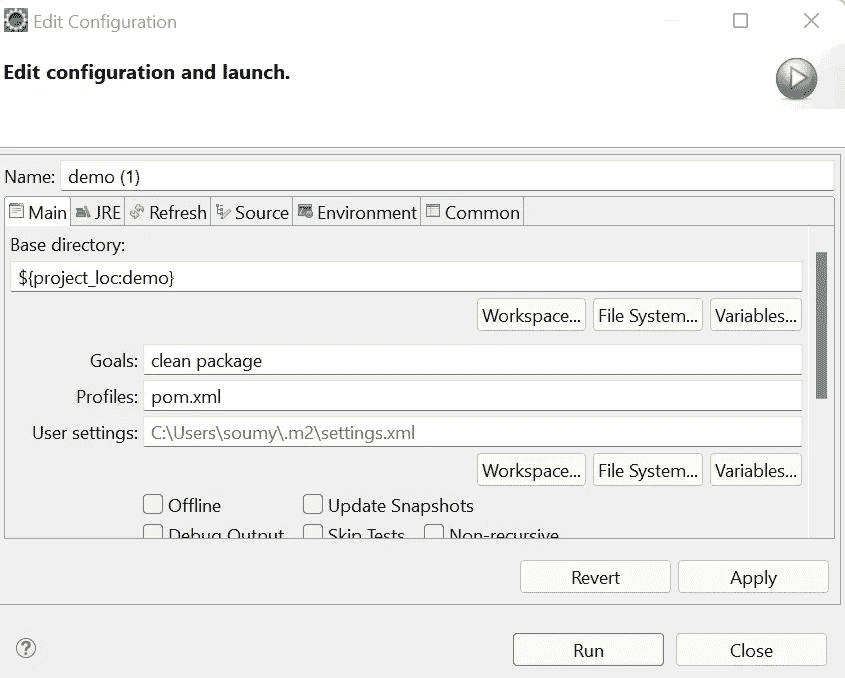 Edit Configuration
Edit configuration and launch.
Name: demo (1)
Main JRE Refresh Source Environment Common
Base directory:
${project_loc:demo}
Workspace... File System... Variables...
Goals: clean package
Profiles: pom.xml
User settings: C:\Users\soumy\.m2\settings.xml
Workspace... File System... Variables...
Offline Update Snapshots
Debug Output Skip Tests Non-recursive
Revert Apply
? Run Close